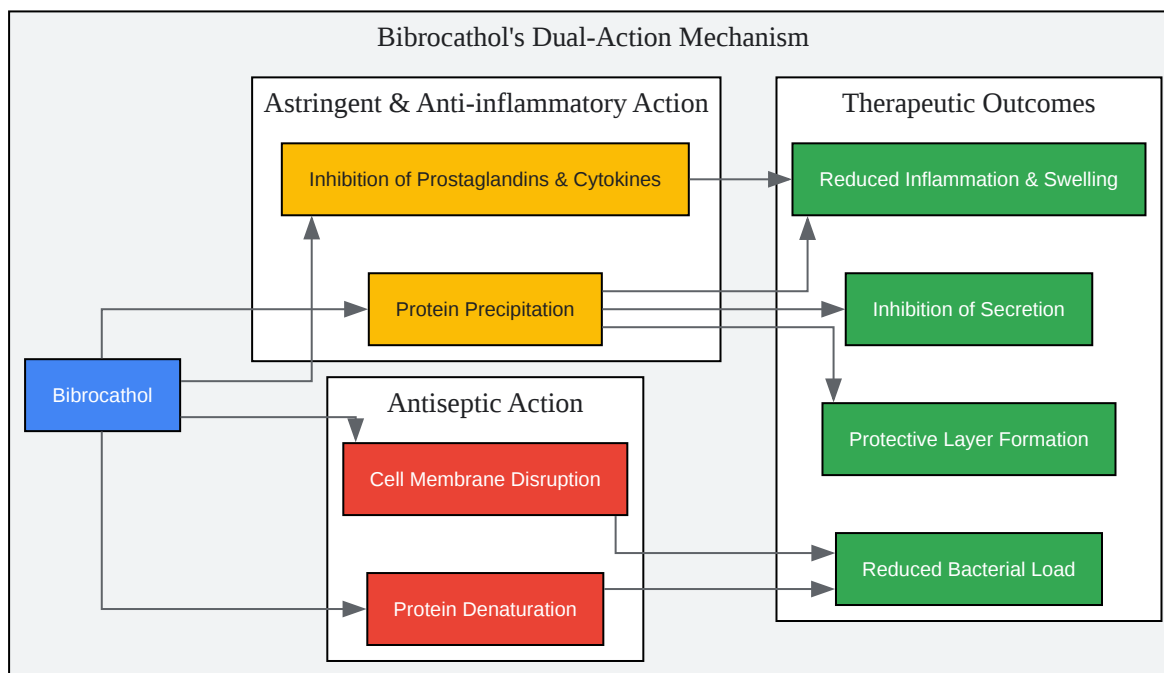 Bibrocathol's Dual-Action Mechanism
Astringent & Anti-inflammatory Action
Therapeutic Outcomes
Inhibition of Prostaglandins & Cytokines
Reduced Inflammation & Swelling
Protein Precipitation
Inhibition of Secretion
Bibrocathol
Antiseptic Action
Protective Layer Formation
Cell Membrane Disruption
Reduced Bacterial Load
Protein Denaturation